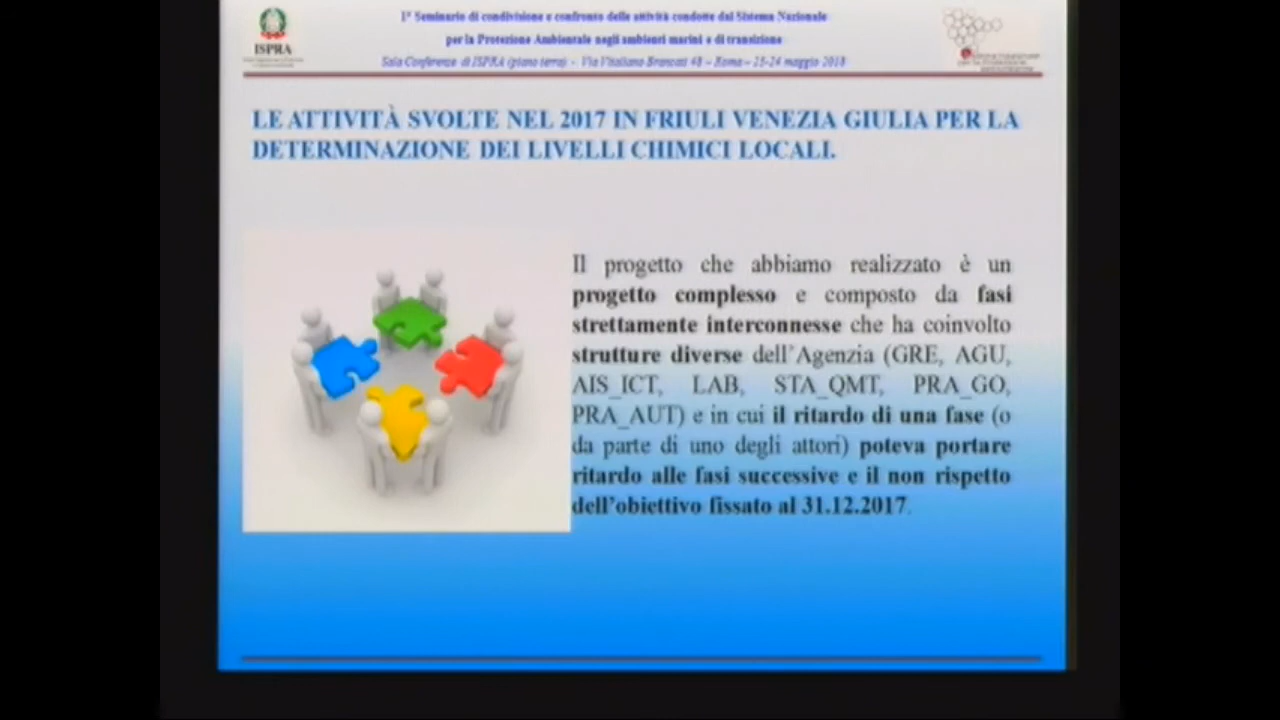 1° Seminario di condivisione e confronto delle attività condotte dal Sistema Nazionale
per la Protezione Ambientale negli ambienti marini e di transizione
Sala Conferenze di ISPRA (piano terra) - Via Vitaliano Brancati 48 – Roma – 23-24 maggio 2018
ISPRA
LE ATTIVITÀ SVOLTE NEL 2017 IN FRIULI VENEZIA GIULIA PER LA
DETERMINAZIONE DEI LIVELLI CHIMICI LOCALI.
Il progetto che abbiamo realizzato è un
progetto complesso e composto da fasi
strettamente interconnesse che ha coinvolto
strutture diverse dell'Agenzia (GRE, AGU,
AIS_ICT, LAB, STA_QMT, PRA_GO,
PRA_AUT) e in cui il ritardo di una fase (o
da parte di uno degli attori) poteva portare
ritardo alle fasi successive e il non rispetto
dell'obiettivo fissato al 31.12.2017.